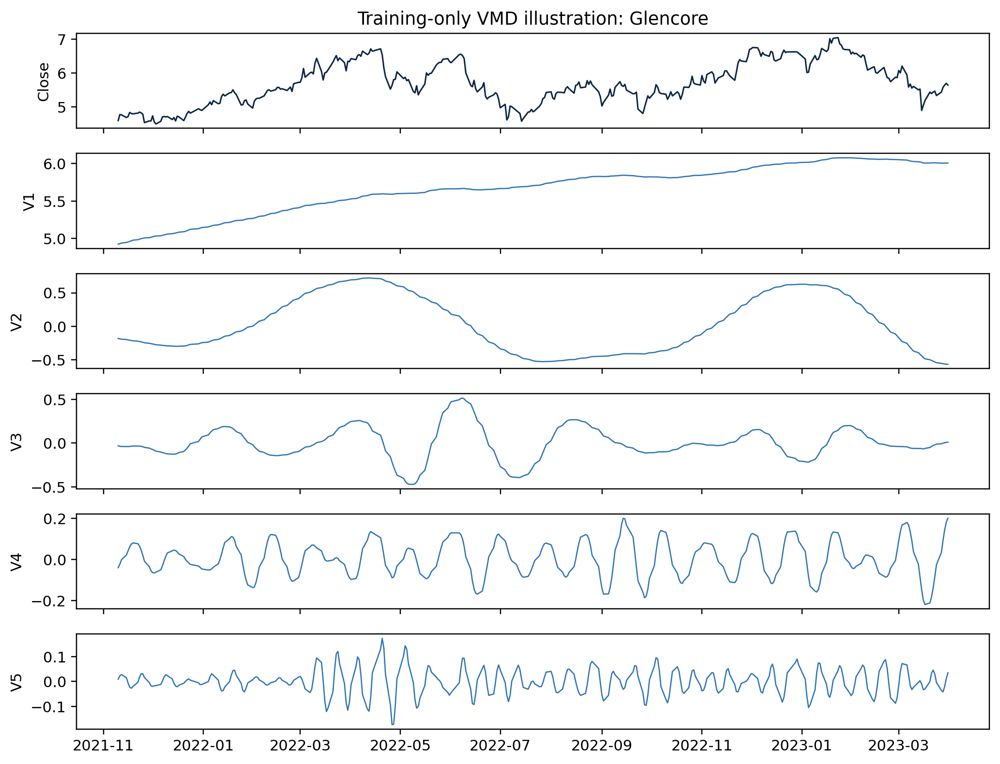 Training-only VMD illustration: Glencore
7
6
5
Close
6.0
5.5
5.0
V1
0.5
0.0
−0.5
V2
0.5
0.0
−0.5
V3
0.2
0.0
−0.2
V4
0.1
0.0
−0.1
V5
2021-11 2022-01 2022-03 2022-05 2022-07 2022-09 2022-11 2023-01 2023-03